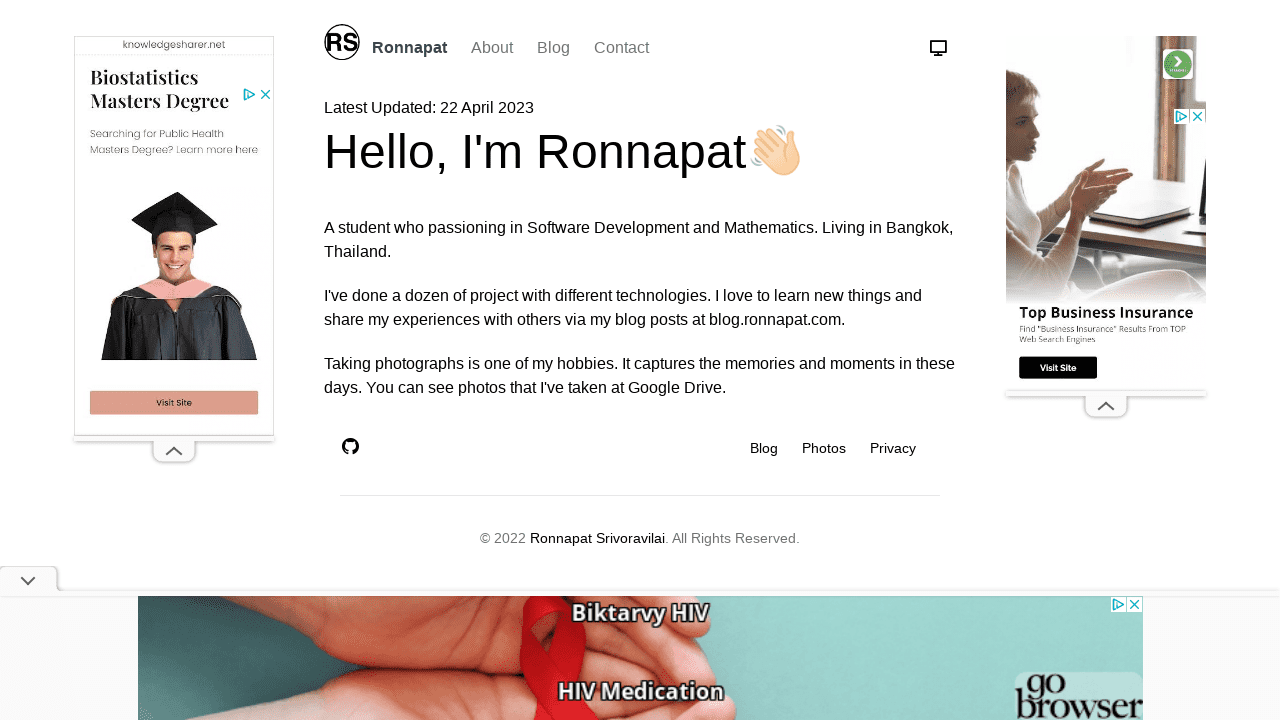 RS
Ronnapat About Blog Contact
Latest Updated: 22 April 2023
Hello, I'm Ronnapat👋🏻
A student who passioning in Software Development and Mathematics. Living in Bangkok,
Thailand.
I've done a dozen of project with different technologies. I love to learn new things and
share my experiences with others via my blog posts at blog.ronnapat.com.
Taking photographs is one of my hobbies. It captures the memories and moments in these
days. You can see photos that I've taken at Google Drive.
Blog Photos Privacy
© 2022 Ronnapat Srivoravilai. All Rights Reserved.
knowledgesharer.net
Biostatistics
Masters Degree
Searching for Public Health
Masters Degree? Learn more here
Visit Site
Top Business Insurance
Find "Business Insurance" Results From TOP
Web Search Engines
Visit Site
Biktarvy HIV
HIV Medication
go
browser